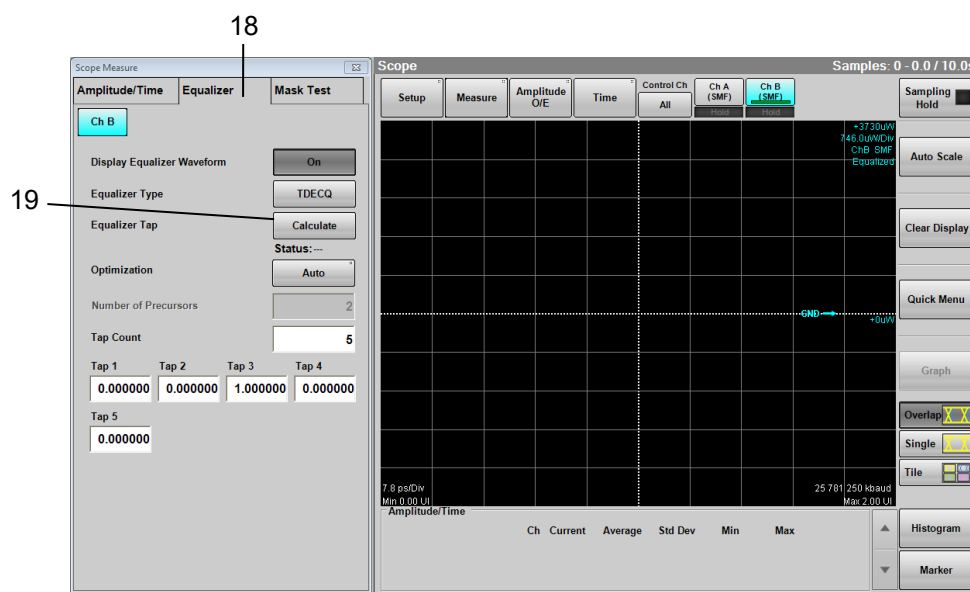 18
19
Scope Measure
Amplitude/Time Equalizer Mask Test
Ch B
Display Equalizer Waveform On
Equalizer Type TDECQ
Equalizer Tap Calculate
Status:---
Optimization Auto
Number of Precursors 2
Tap Count 5
Tap 1 Tap 2 Tap 3 Tap 4
0.000000 0.000000 1.000000 0.000000
Tap 5
0.000000
Scope Samples: 0 - 0.0 / 10.0s
Setup Measure Amplitude O/E Time Control Ch All Ch A (SMF) Hold Ch B (SMF) Hold
+3730uW
746.0uW/Div
ChB SMF
Equalized
GND
+0uW
7.8 ps/Div
Min 0.00 UI
25 781 250 kbaud
Max 2.00 UI
Amplitude/Time
Ch Current Average Std Dev Min Max
Sampling Hold
Auto Scale
Clear Display
Quick Menu
Graph
Overlap
Single
Tile
Histogram
Marker